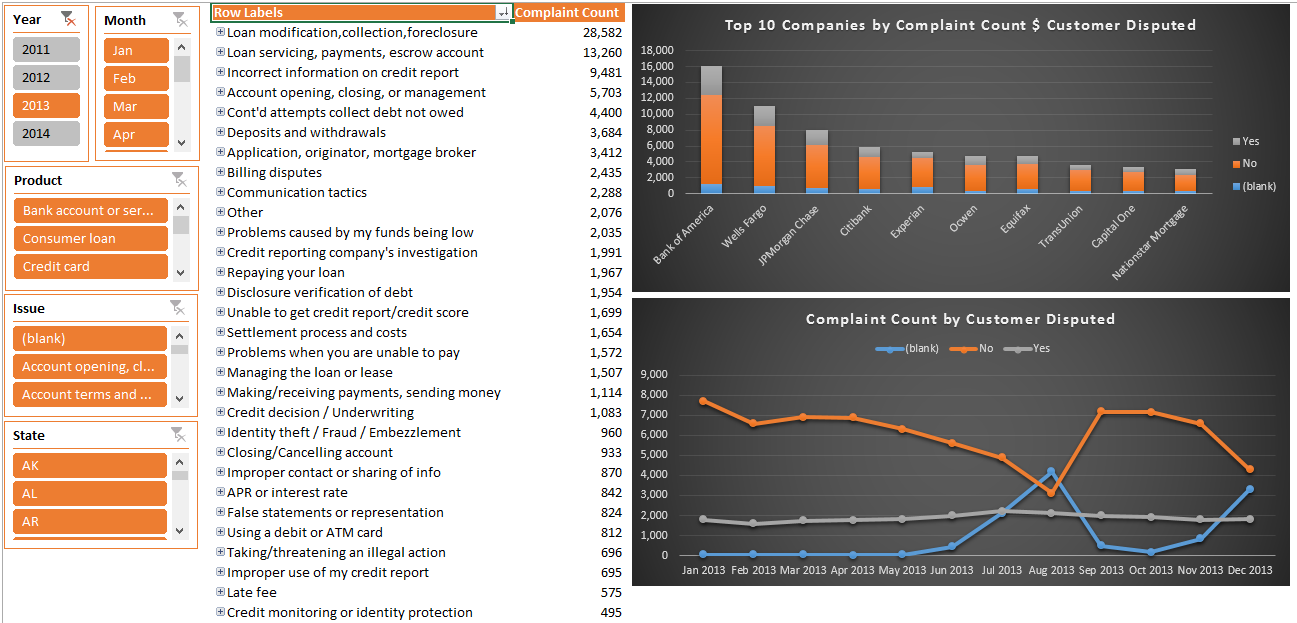 Year
2011
2012
2013
2014
Month
Jan
Feb
Mar
Apr
Product
Bank account or ser...
Consumer loan
Credit card
Issue
(blank)
Account opening, cl...
Account terms and ...
State
AK
AL
AR
Row Labels Complaint Count
Loan modification,collection,foreclosure 28,582
Loan servicing, payments, escrow account 13,260
Incorrect information on credit report 9,481
Account opening, closing, or management 5,703
Cont'd attempts collect debt not owed 4,400
Deposits and withdrawals 3,684
Application, originator, mortgage broker 3,412
Billing disputes 2,435
Communication tactics 2,288
Other 2,076
Problems caused by my funds being low 2,035
Credit reporting company's investigation 1,991
Repaying your loan 1,967
Disclosure verification of debt 1,954
Unable to get credit report/credit score 1,699
Settlement process and costs 1,654
Problems when you are unable to pay 1,572
Managing the loan or lease 1,507
Making/receiving payments, sending money 1,114
Credit decision / Underwriting 1,083
Identity theft / Fraud / Embezzlement 960
Closing/Cancelling account 933
Improper contact or sharing of info 870
APR or interest rate 842
False statements or representation 824
Using a debit or ATM card 812
Taking/threatening an illegal action 696
Improper use of my credit report 695
Late fee 575
Credit monitoring or identity protection 495
Top 10 Companies by Complaint Count $ Customer Disputed
18,000
16,000
14,000
12,000
10,000
8,000
6,000
4,000
2,000
0
Bank of America
Wells Fargo
JPMorgan Chase
Citibank
Experian
Ocwen
Equifax
TransUnion
Capital One
Nationstar Mortgage
Yes
No
(blank)
Complaint Count by Customer Disputed
(blank) No Yes
9,000
8,000
7,000
6,000
5,000
4,000
3,000
2,000
1,000
0
Jan 2013 Feb 2013 Mar 2013 Apr 2013 May 2013 Jun 2013 Jul 2013 Aug 2013 Sep 2013 Oct 2013 Nov 2013 Dec 2013